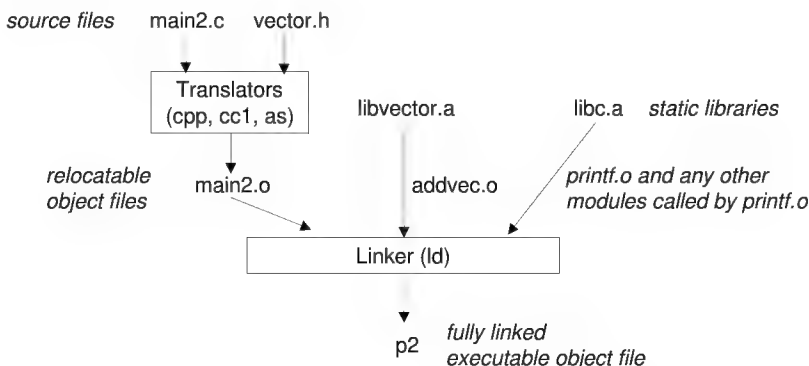 source files main2.c vector.h
Translators
(cpp, cc1, as)
libvector.a
libc.a static libraries
relocatable
object files
main2.o
addvec.o
printf.o and any other
modules called by printf.o
Linker (ld)
p2
fully linked
executable object file